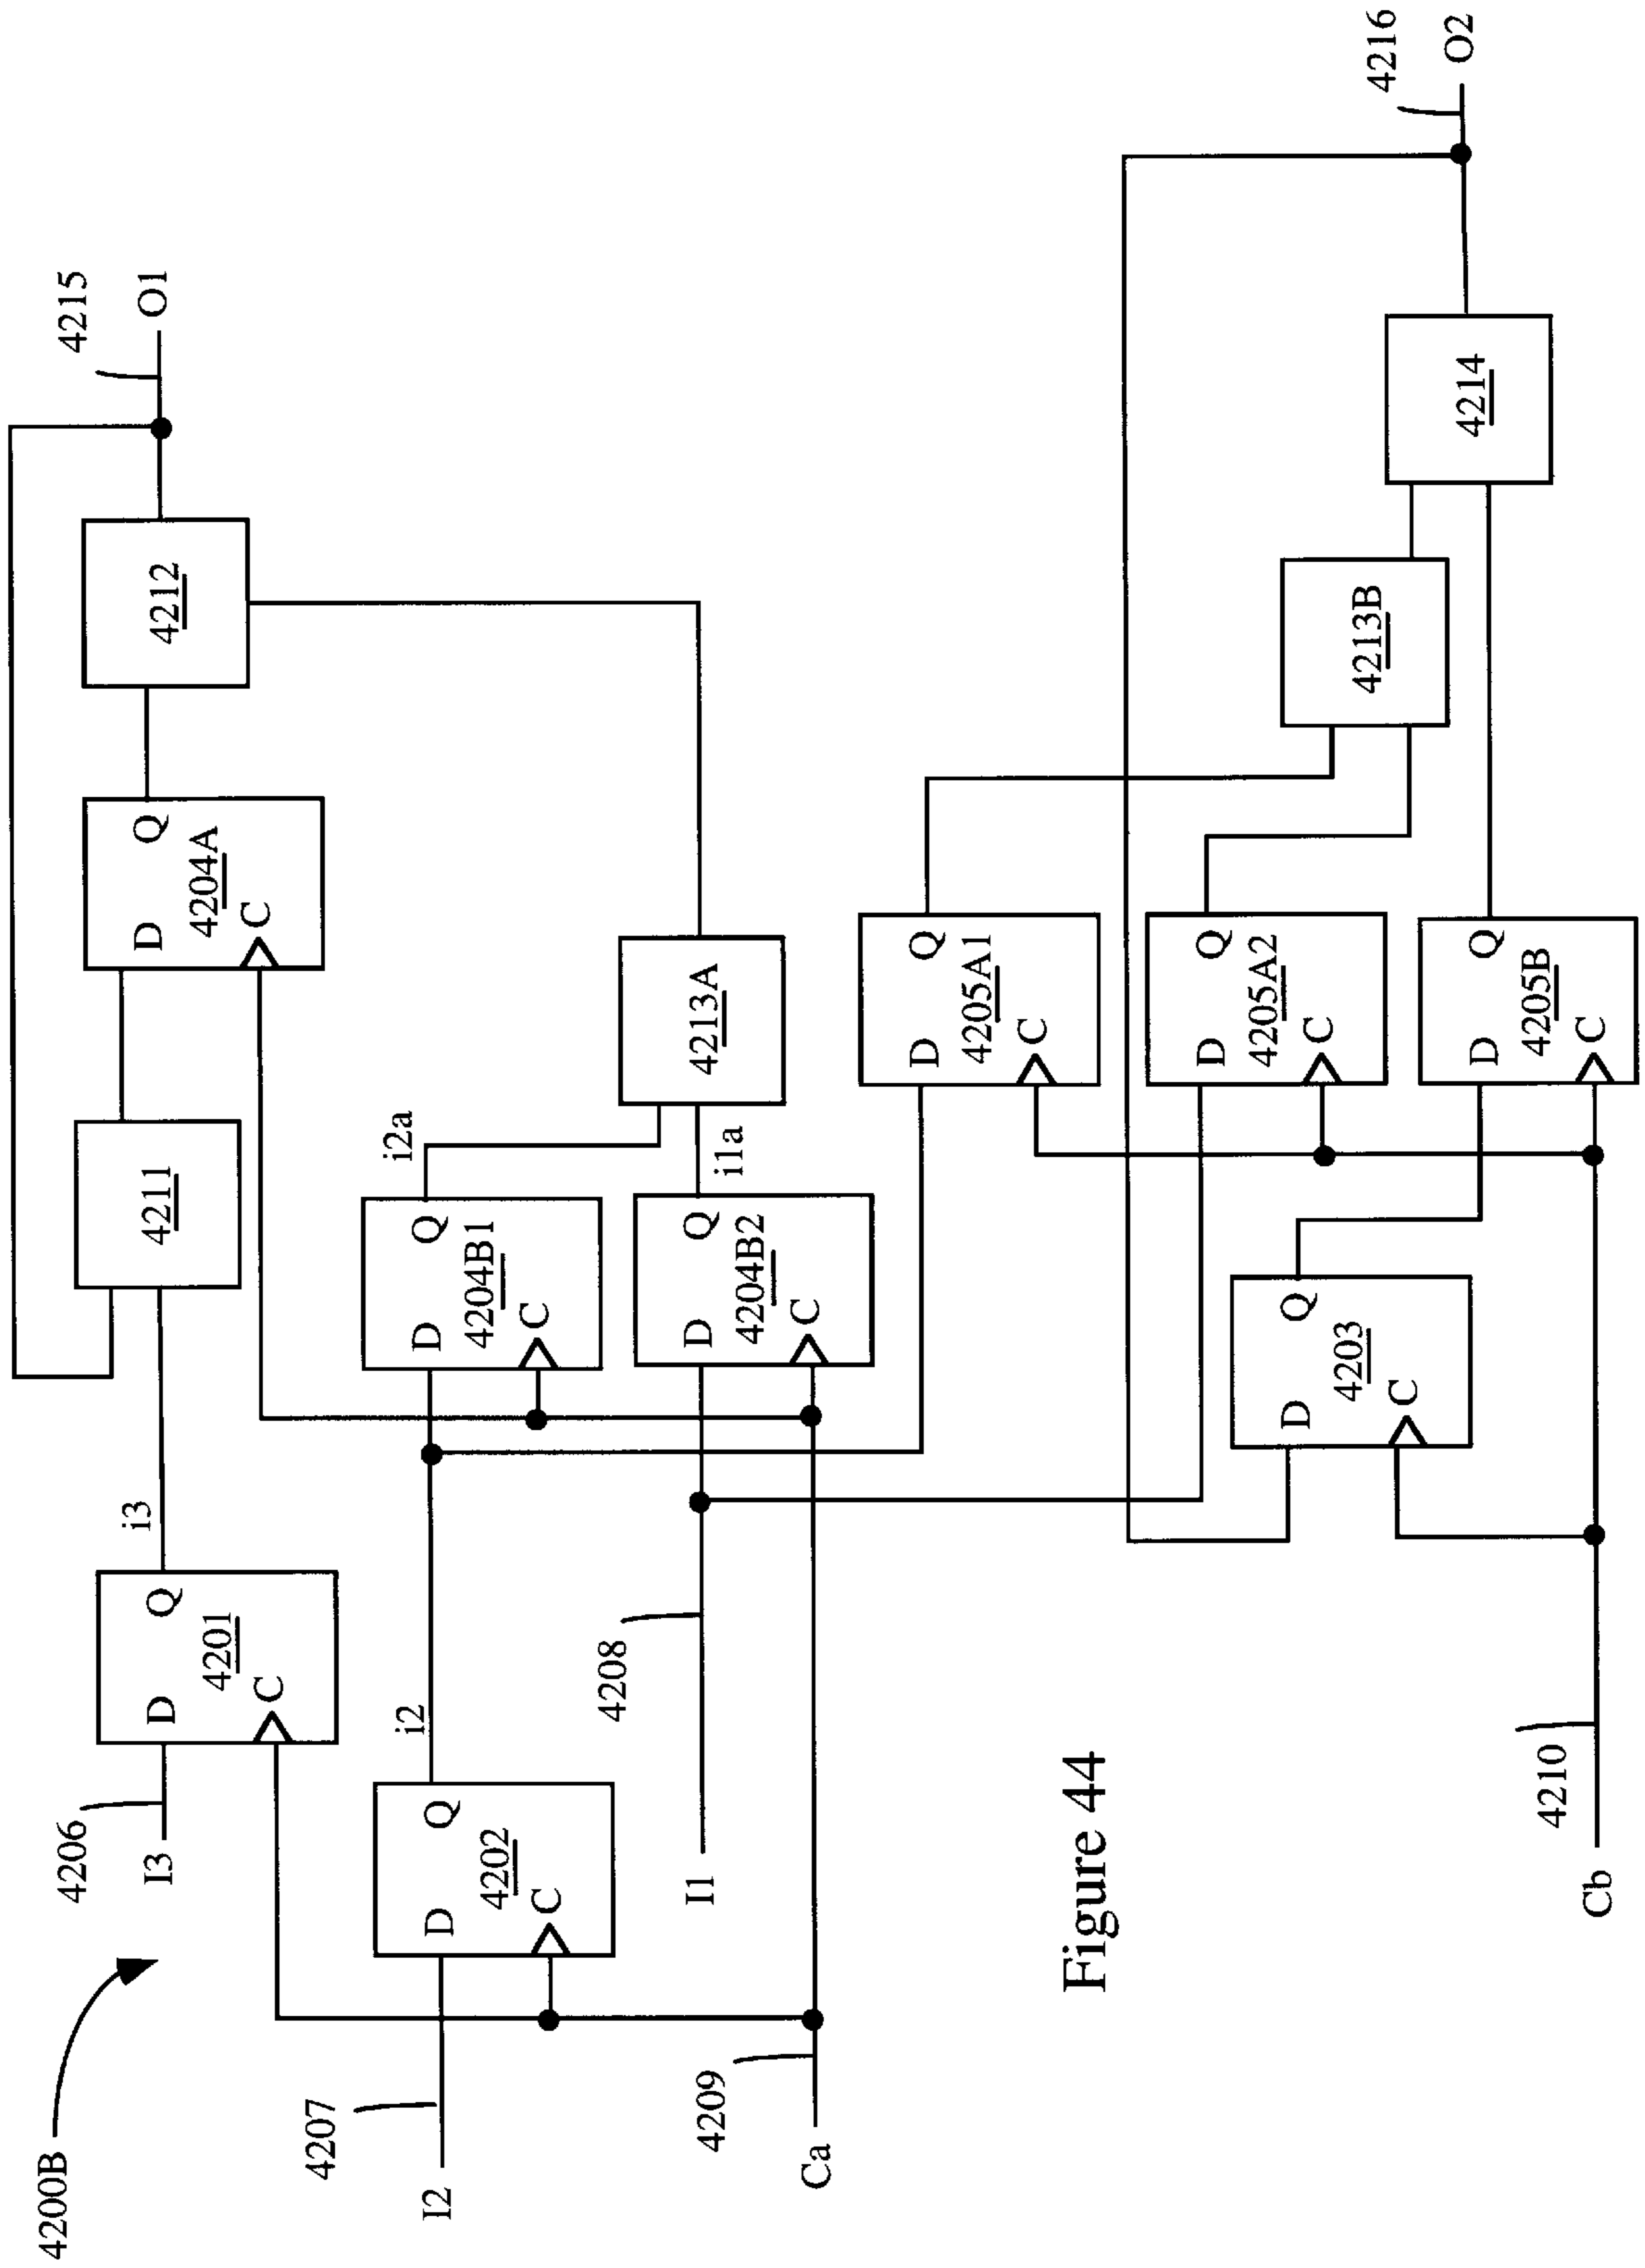 4200B
4215
O1
4212
Q
D
4204A
C
4211
i3
Q
D
4201
C
4206
I3
i2a
Q
D
4204B1
C
i2
Q
D
4202
C
4207
I2
4213A
i1a
Q
D
4204B2
C
4208
I1
4209
Ca
Q
D
4205A1
C
4216
O2
4214
4213B
Q
D
4205A2
C
Q
D
4205B
C
Q
D
4203
C
4210
Cb
Figure 44